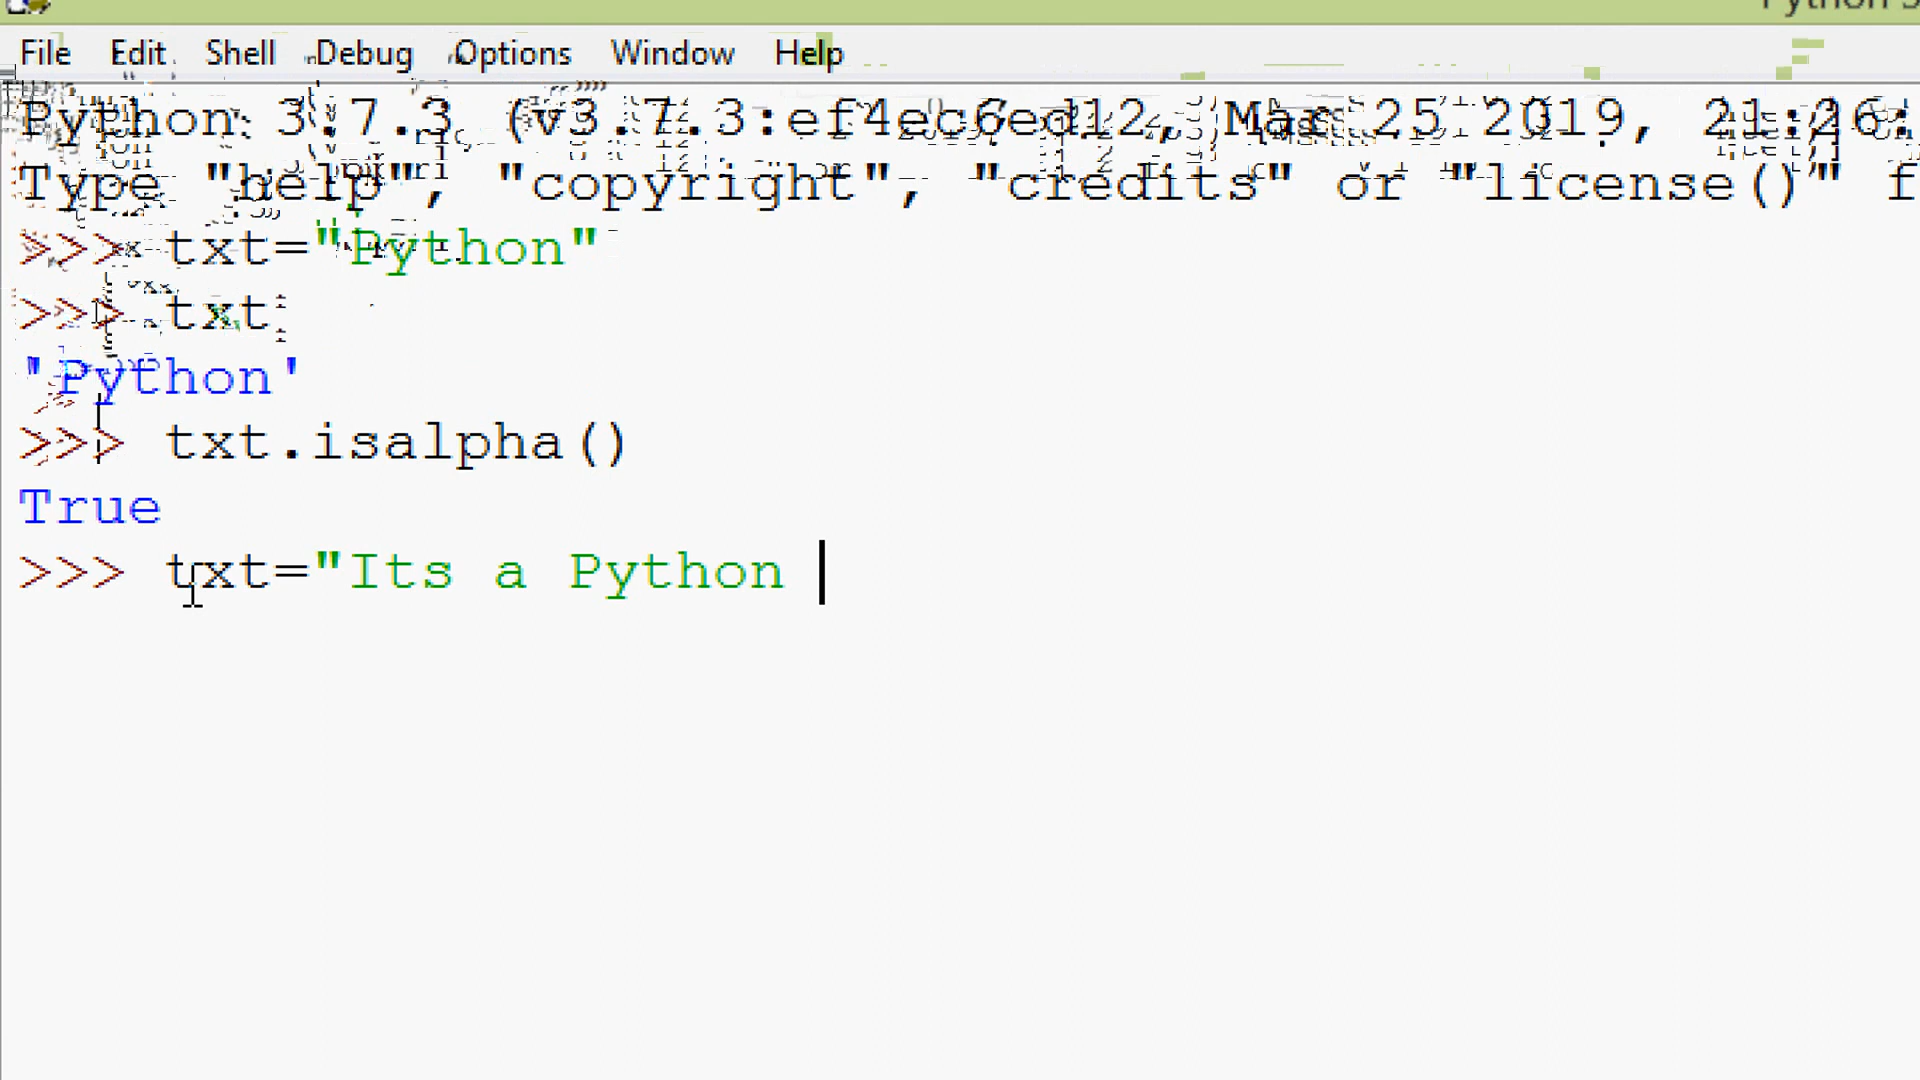 File Edit Shell Debug Options Window Help
Python 3.7.3 (v3.7.3:ef4ec6ed12, Mar 25 2019, 21:26:
Type "help", "copyright", "credits" or "license()" f
>>> txt="Python"
>>> txt
'Python'
>>> txt.isalpha()
True
>>> txt="Its a Python